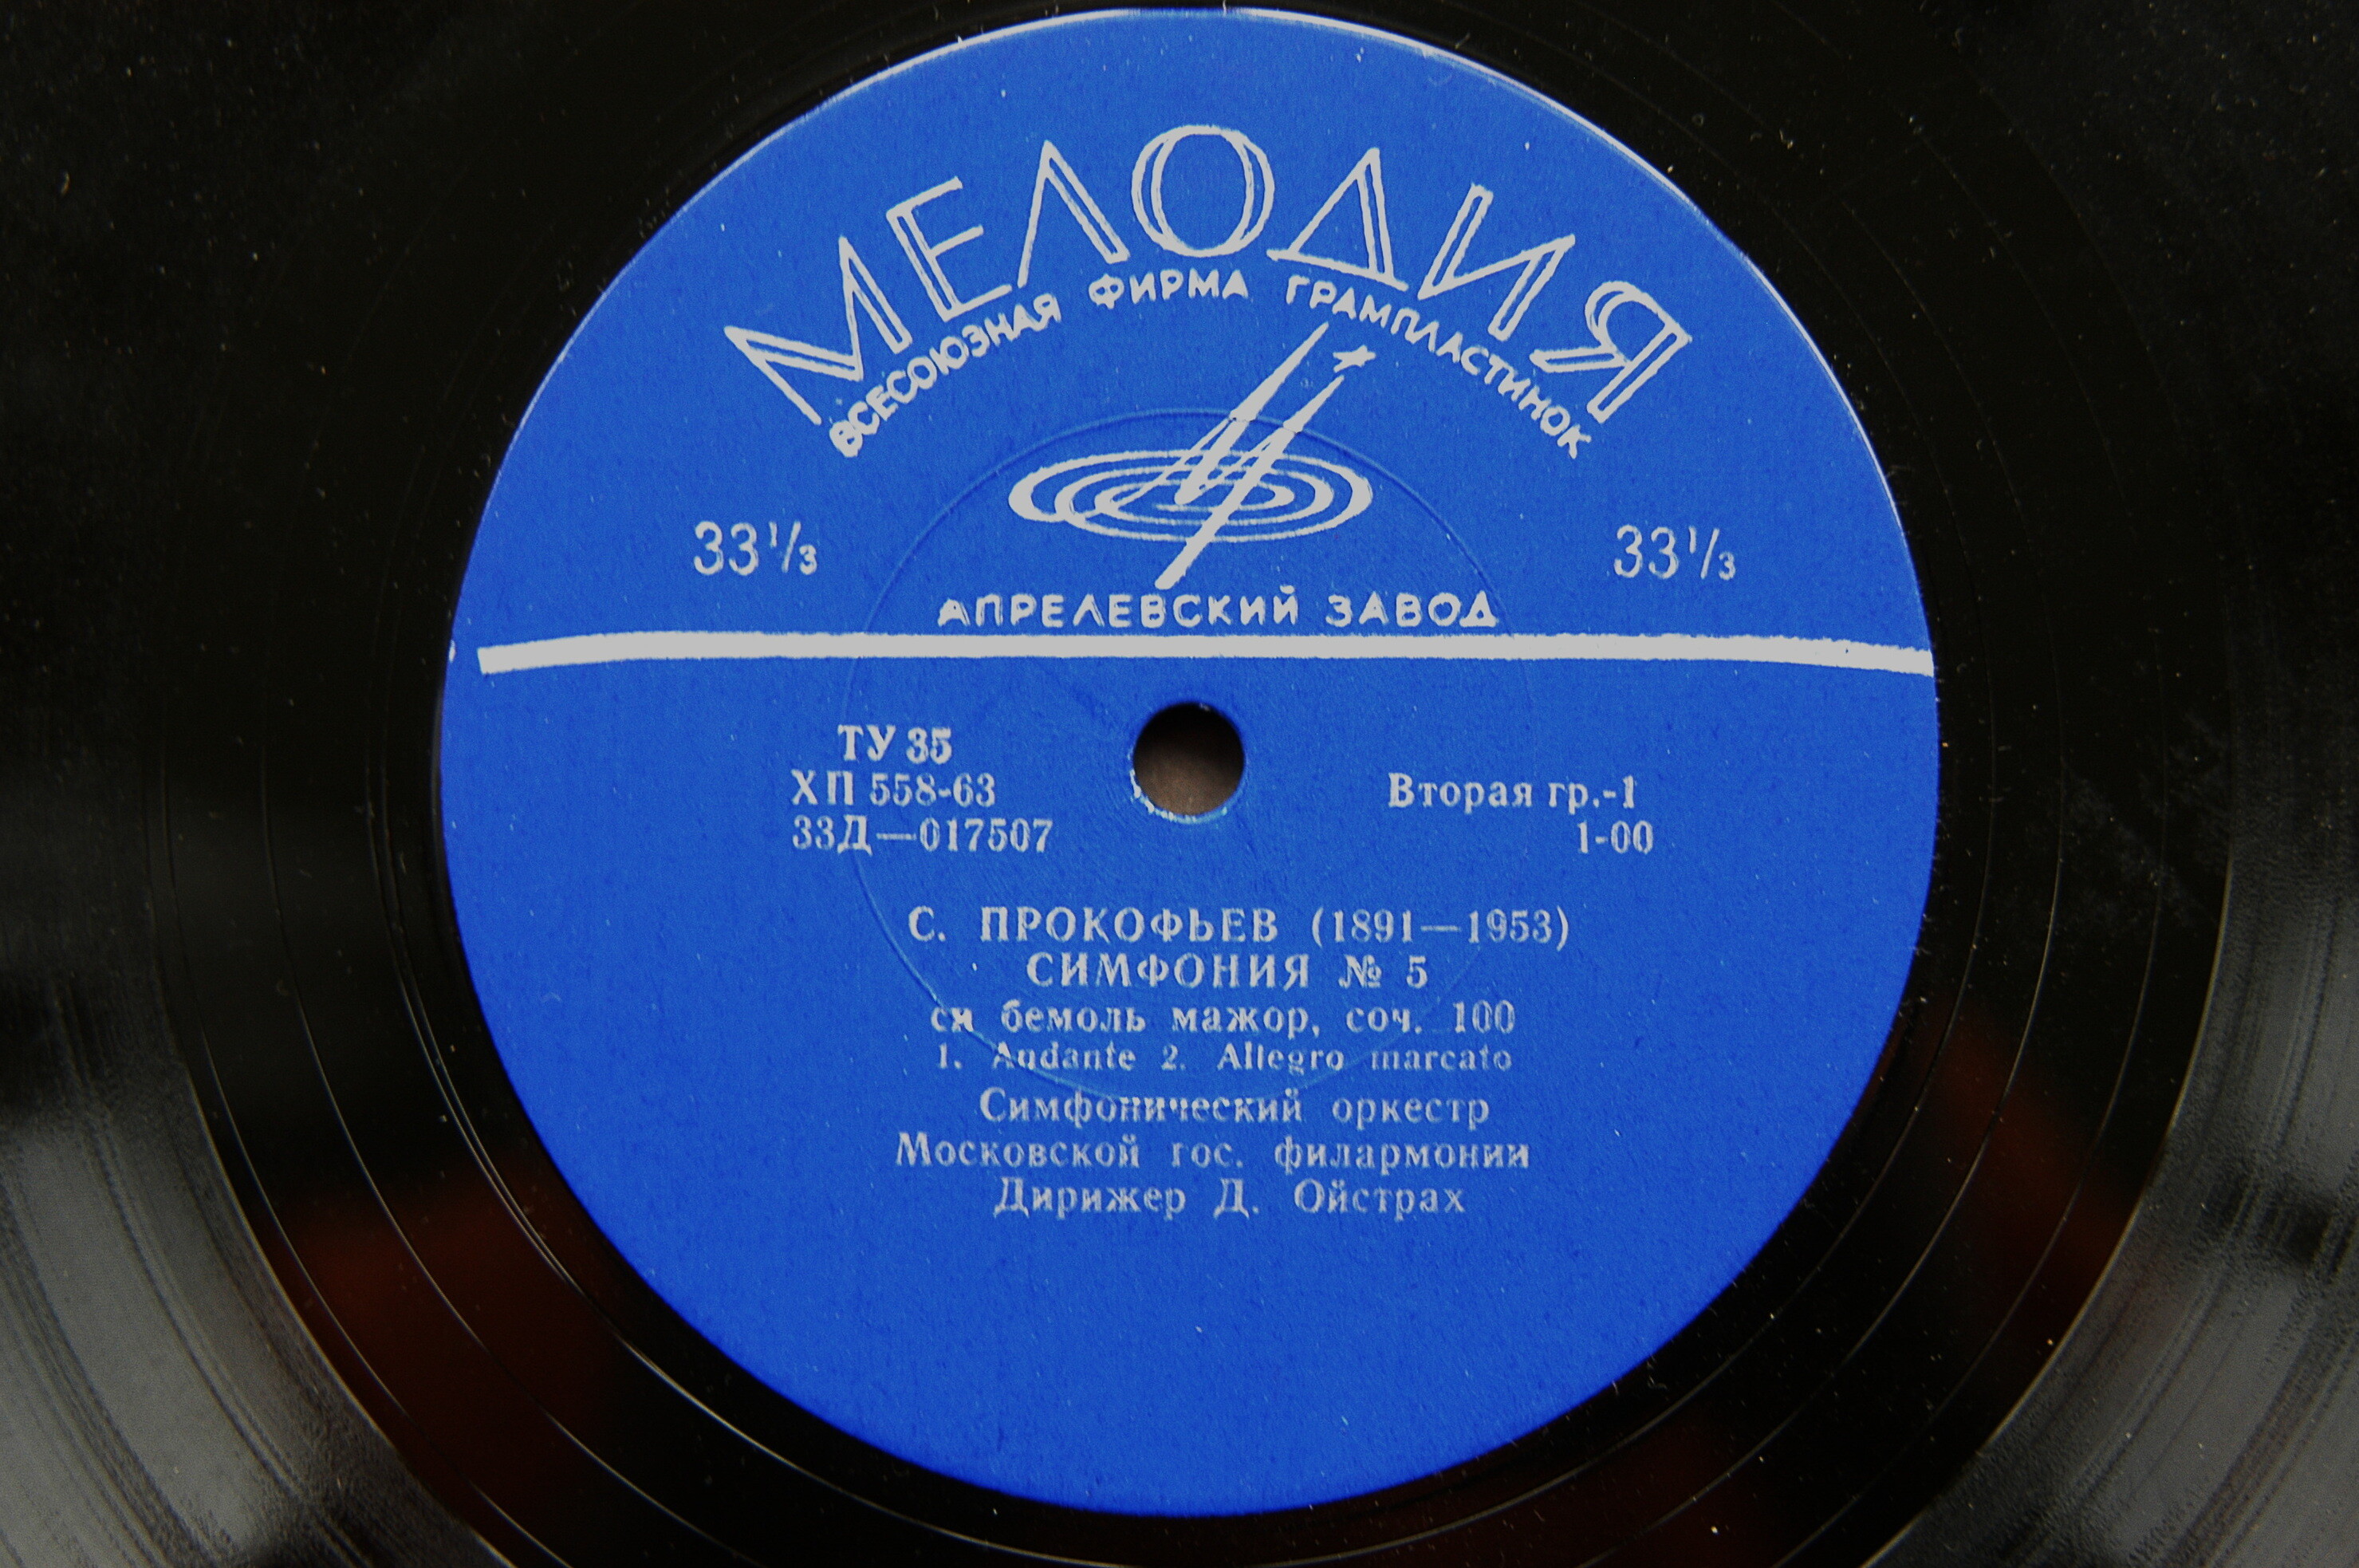 МЕЛОДИЯ
ВСЕСОЮЗНАЯ ФИРМА ГРАМПЛАСТИНОК
33⅓ 33⅓
АПРЕЛЕВСКИЙ ЗАВОД
ТУ 35
ХП 558-63 Вторая гр.-1
33Д—017507 1-00
С. ПРОКОФЬЕВ (1891—1953)
СИМФОНИЯ № 5
си бемоль мажор, соч. 100
1. Andante 2. Allegro marcato
Симфонический оркестр
Московской гос. филармонии
Дирижер Д. Ойстрах